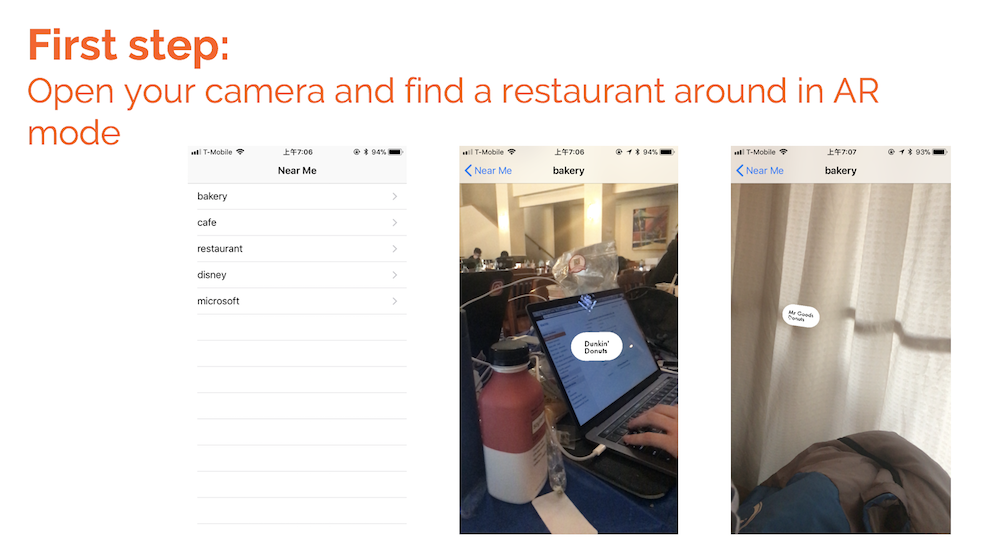 First step:
Open your camera and find a restaurant around in AR
mode
T-Mobile 上午7:06 94%
Near Me
bakery
cafe
restaurant
disney
microsoft
T-Mobile 上午7:06 94%
Near Me bakery
Dunkin'
Donuts
T-Mobile 上午7:07 93%
Near Me bakery
Mr Goods
Donuts